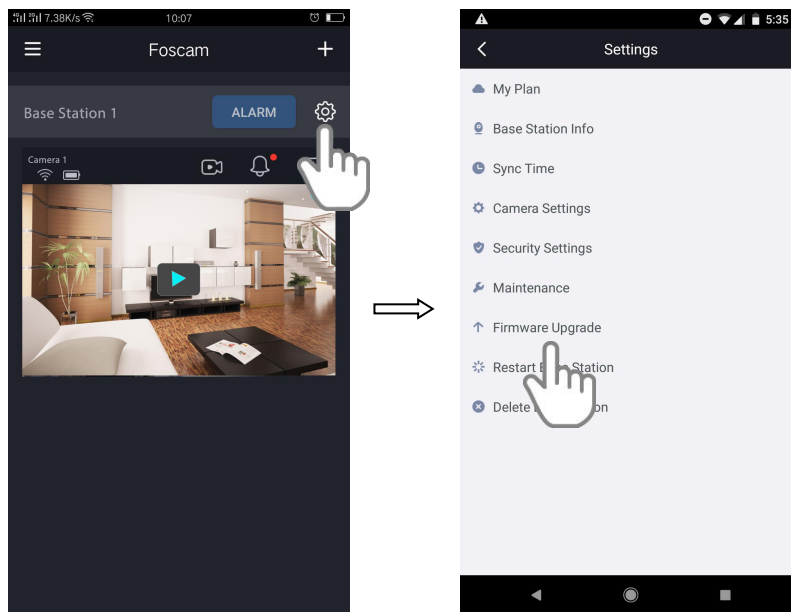 7.38K/s 10:07
Foscam
Base Station 1 ALARM
Camera 1
5:35
Settings
My Plan
Base Station Info
Sync Time
Camera Settings
Security Settings
Maintenance
Firmware Upgrade
Restart Station
Delete